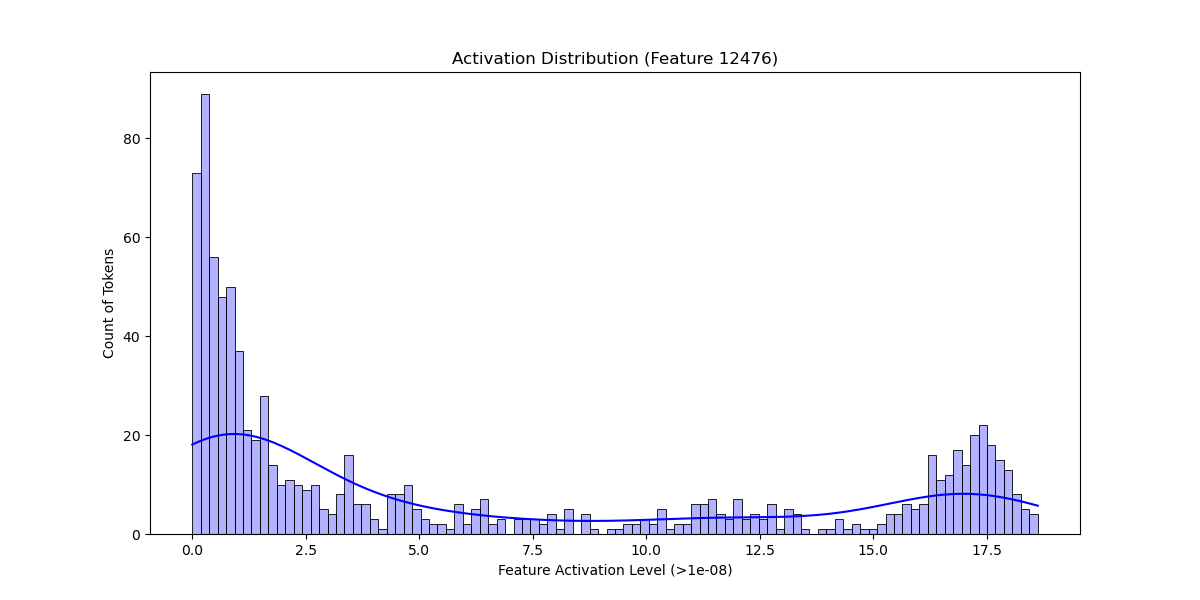 Activation Distribution (Feature 12476)
80
60
40
20
0
Count of Tokens
0.0 2.5 5.0 7.5 10.0 12.5 15.0 17.5
Feature Activation Level (>1e-08)